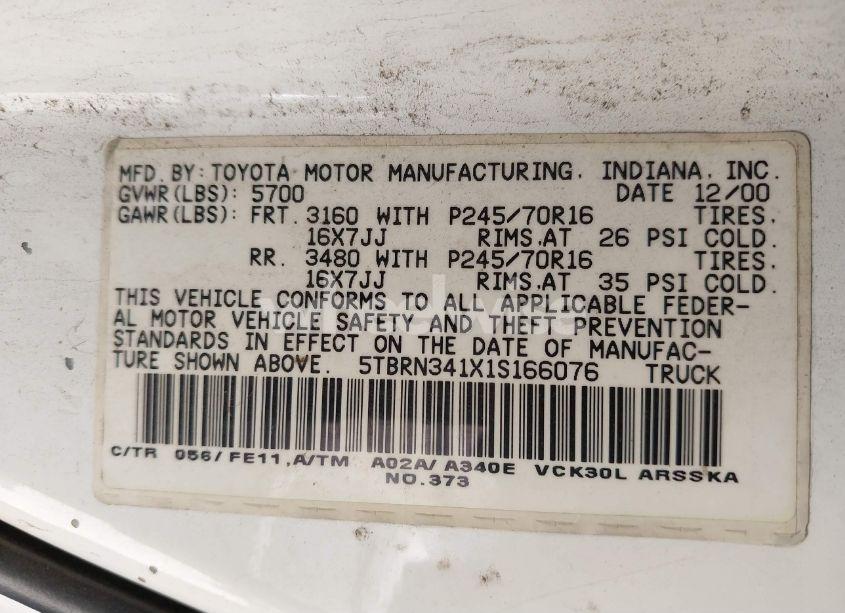 MFD. BY: TOYOTA MOTOR MANUFACTURING. INDIANA, INC.
GVWR(LBS): 5700 DATE 12/00
GAWR(LBS): FRT. 3160 WITH P245/70R16 TIRES.
16X7JJ RIMS.AT 26 PSI COLD.
RR. 3480 WITH P245/70R16 TIRES.
16X7JJ RIMS.AT 35 PSI COLD.
THIS VEHICLE CONFORMS TO ALL APPLICABLE FEDER-
AL MOTOR VEHICLE SAFETY AND THEFT PREVENTION
STANDARDS IN EFFECT ON THE DATE OF MANUFAC-
TURE SHOWN ABOVE. 5TBRN341X1S166076 TRUCK
C/TR 056/FE11,A/TM A02A/A340E VCK30L ARSSKA
NO.373